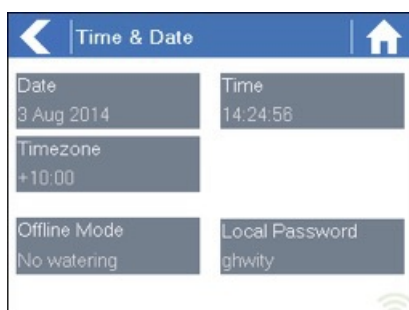 Time & Date
Date
Time
3 Aug 2014
14:24:56
Timezone
+10:00
Offline Mode
Local Password
No watering
ghwity